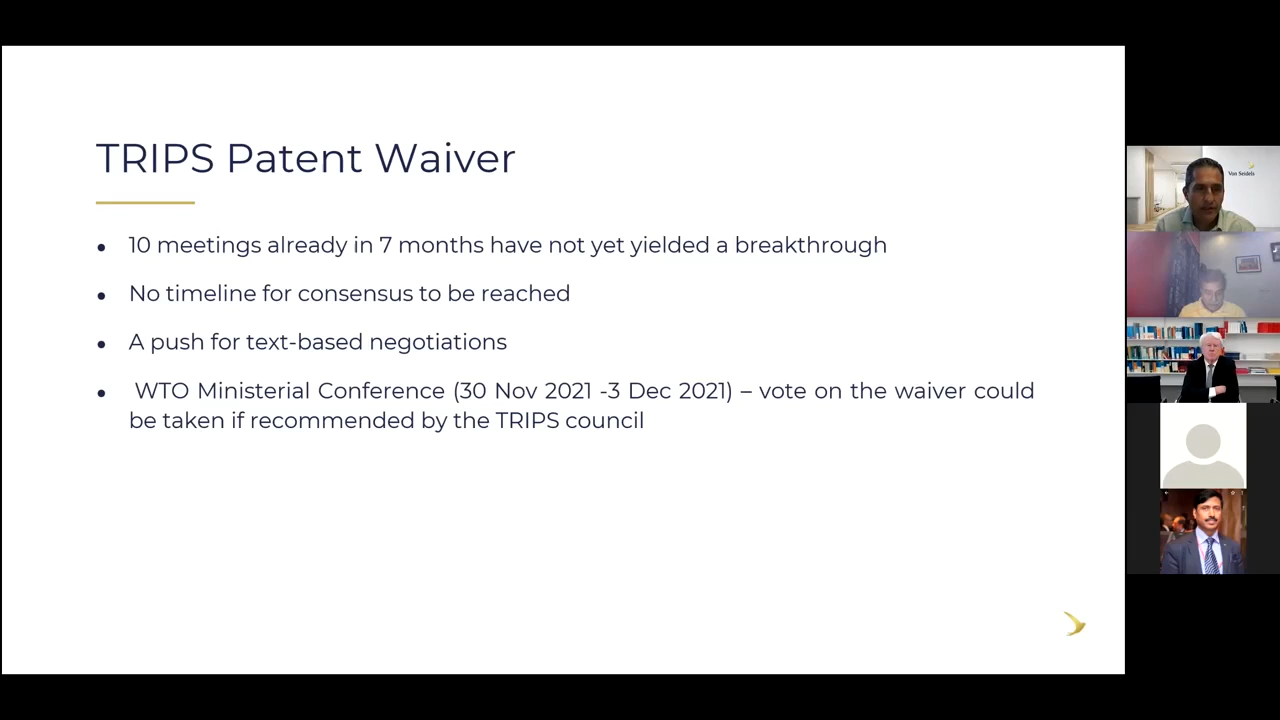 TRIPS Patent Waiver
• 10 meetings already in 7 months have not yet yielded a breakthrough
• No timeline for consensus to be reached
• A push for text-based negotiations
• WTO Ministerial Conference (30 Nov 2021 -3 Dec 2021) – vote on the waiver could
be taken if recommended by the TRIPS council
Von Seidels